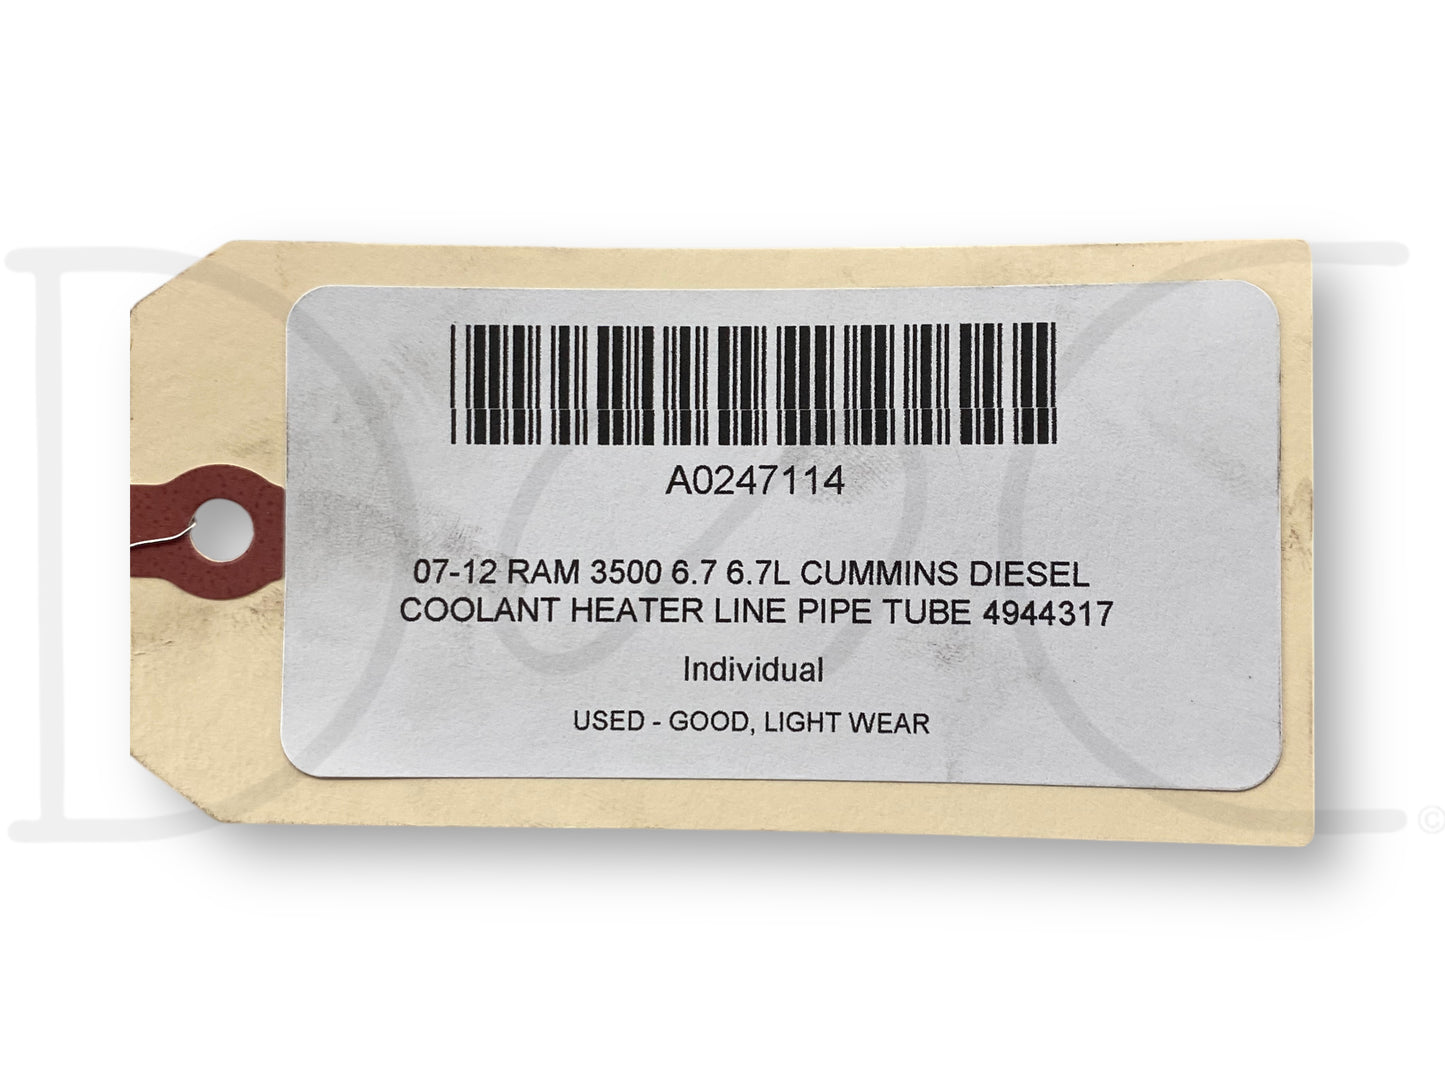 A0247114
07-12 RAM 3500 6.7 6.7L CUMMINS DIESEL
COOLANT HEATER LINE PIPE TUBE 4944317
Individual
USED - GOOD, LIGHT WEAR
©